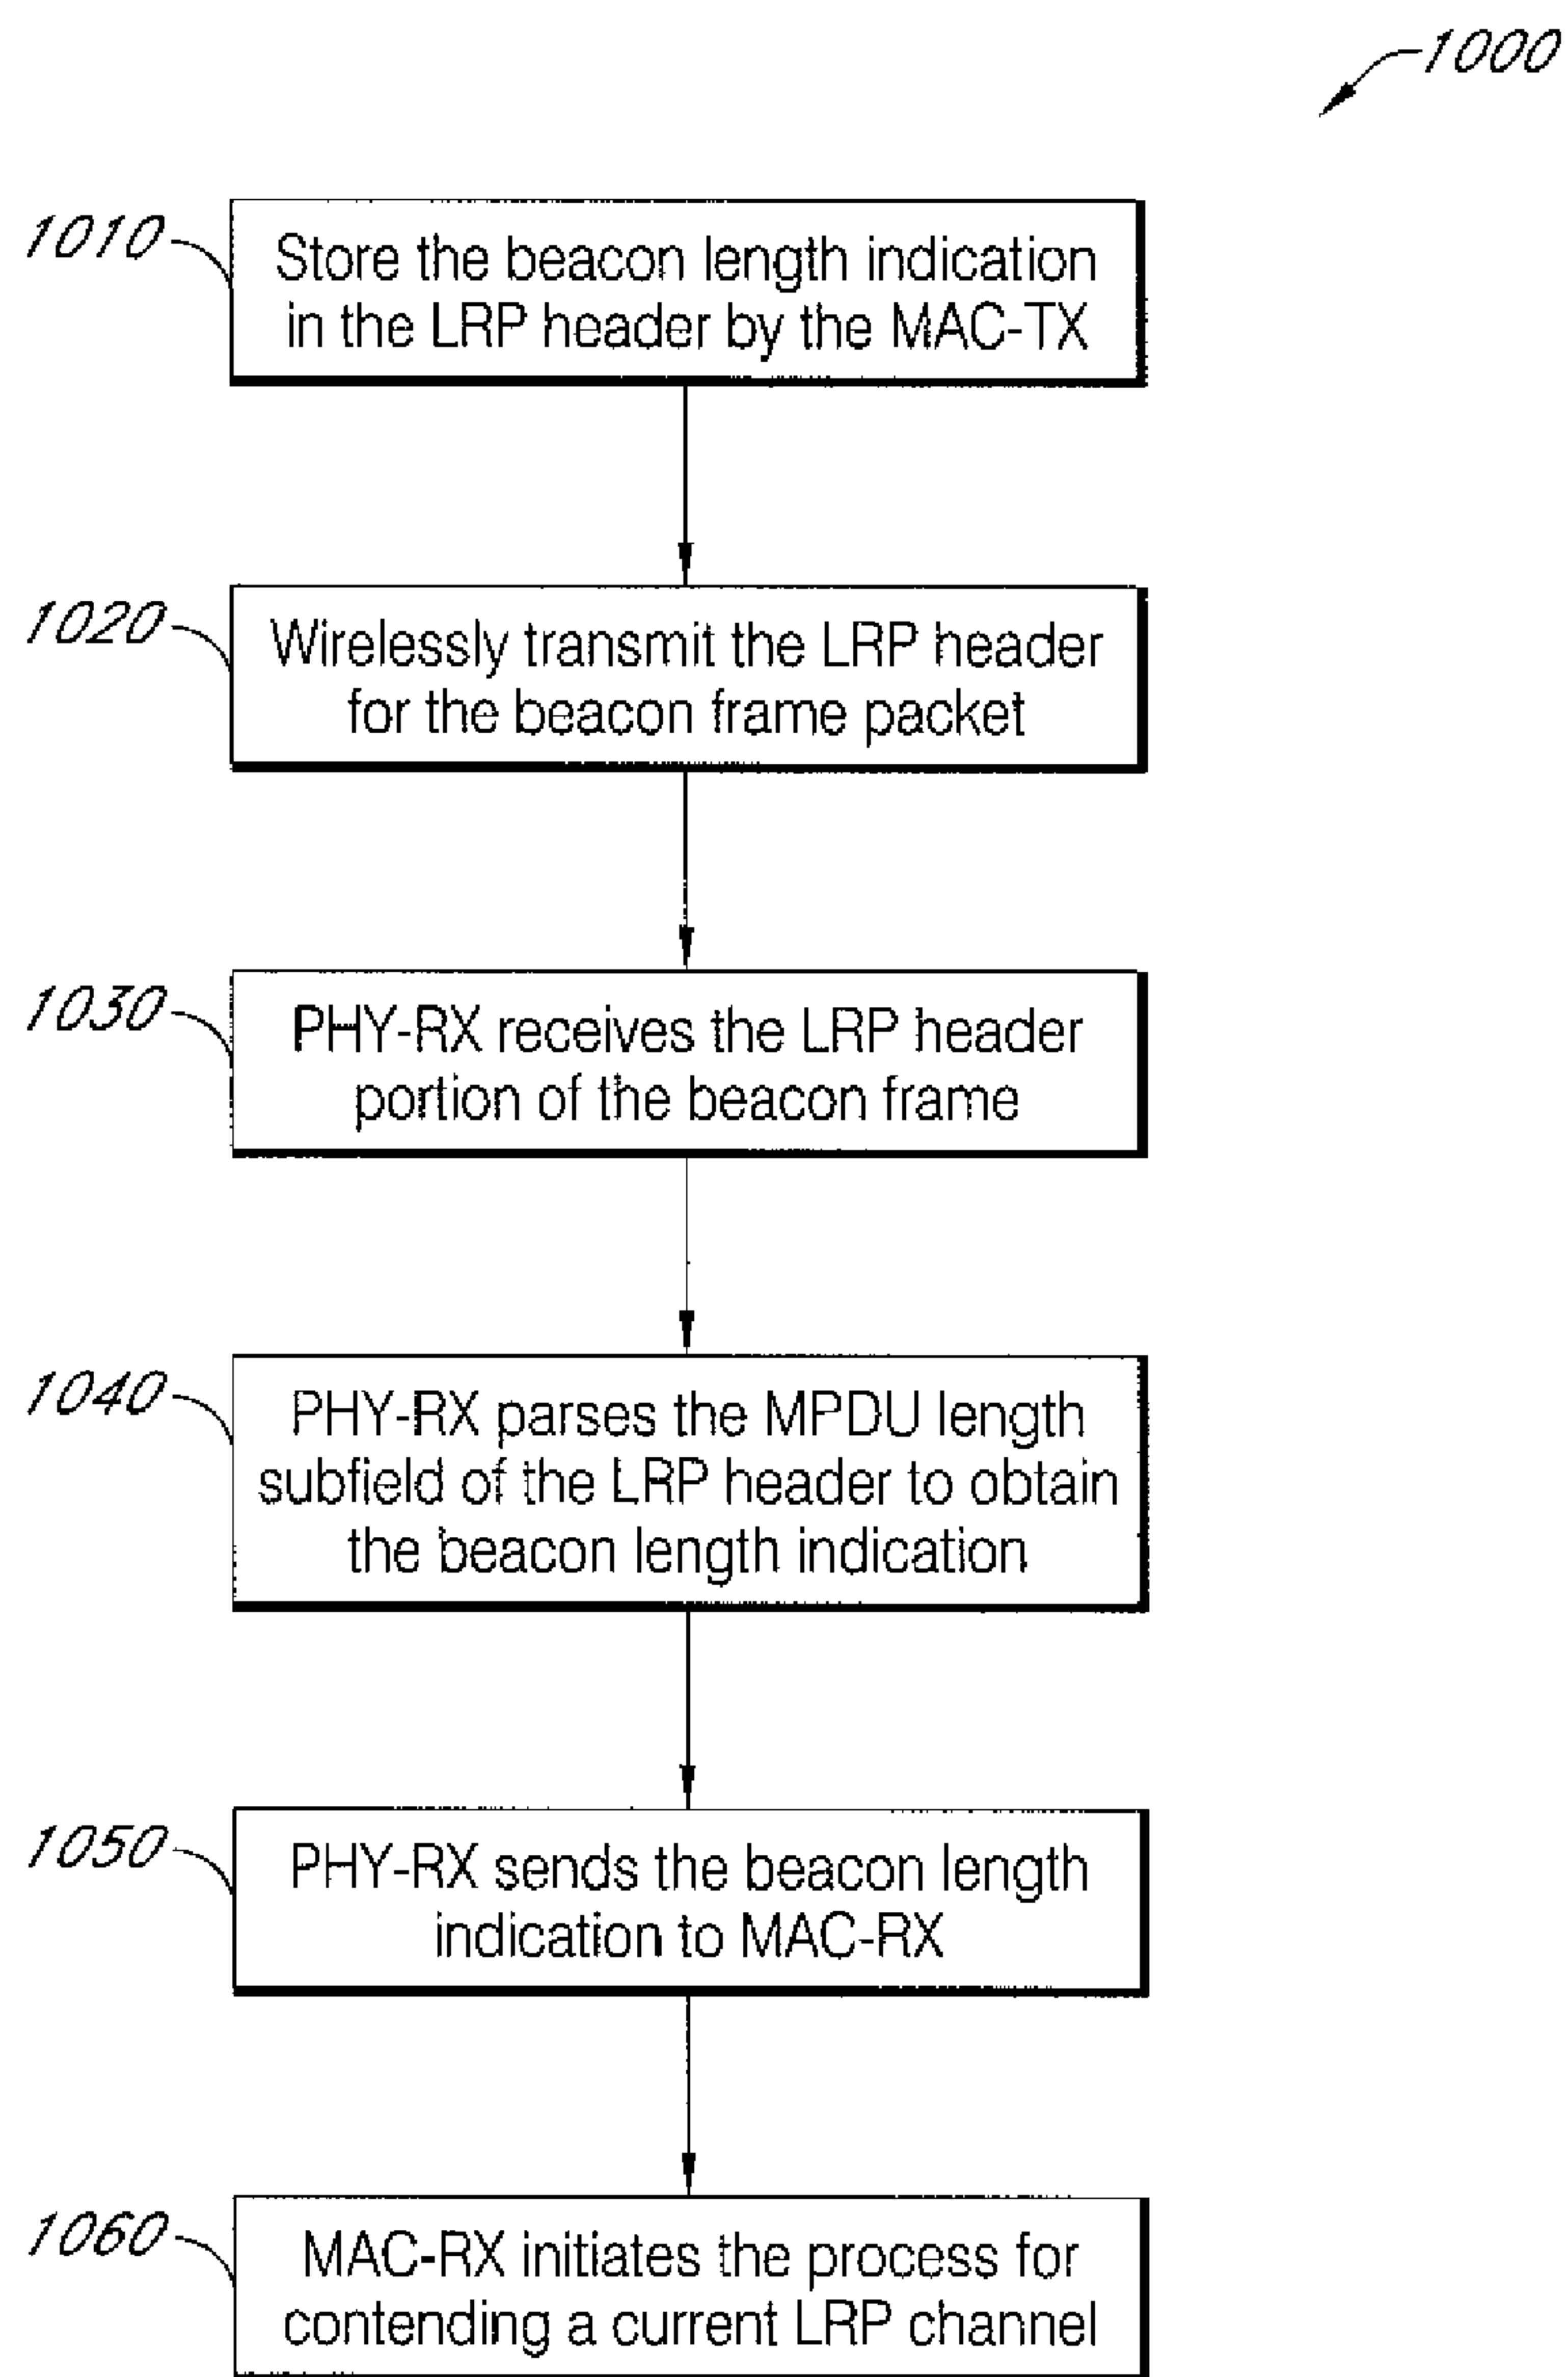 1000
1010
Store the beacon length indication
in the LRP header by the MAC-TX
1020
Wirelessly transmit the LRP header
for the beacon frame packet
1030
PHY-RX receives the LRP header
portion of the beacon frame
1040
PHY-RX parses the MPDU length
subfield of the LRP header to obtain
the beacon length indication
1050
PHY-RX sends the beacon length
indication to MAC-RX
1060
MAC-RX initiates the process for
contending a current LRP channel